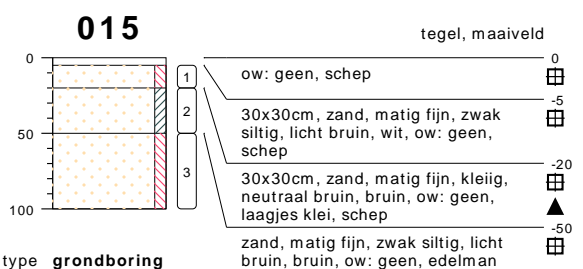 015
tegel, maaiveld
0
0
ow: geen, schep
1
-5
30x30cm, zand, matig fijn, zwak
siltig, licht bruin, wit, ow: geen,
schep
2
50
-20
30x30cm, zand, matig fijn, kleiig,
neutraal bruin, bruin, ow: geen,
laagjes klei, schep
3
100
-50
zand, matig fijn, zwak siltig, licht
bruin, bruin, ow: geen, edelman
type grondboring